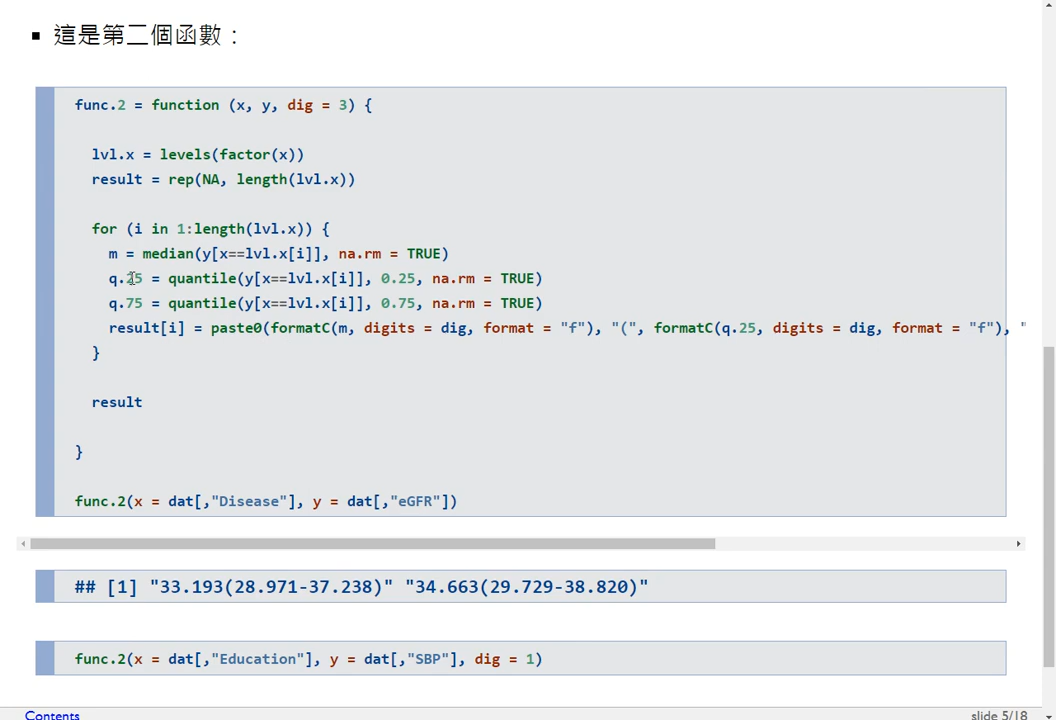 ▪ 這是第二個函數：
func.2 = function (x, y, dig = 3) {
lvl.x = levels(factor(x))
result = rep(NA, length(lvl.x))
for (i in 1:length(lvl.x)) {
m = median(y[x==lvl.x[i]], na.rm = TRUE)
q.25 = quantile(y[x==lvl.x[i]], 0.25, na.rm = TRUE)
q.75 = quantile(y[x==lvl.x[i]], 0.75, na.rm = TRUE)
result[i] = paste0(formatC(m, digits = dig, format = "f"), "(", formatC(q.25, digits = dig, format = "f"), "
}
result
}
func.2(x = dat[,"Disease"], y = dat[,"eGFR"])
## [1] "33.193(28.971-37.238)" "34.663(29.729-38.820)"
func.2(x = dat[,"Education"], y = dat[,"SBP"], dig = 1)
Contents
slide 5/18